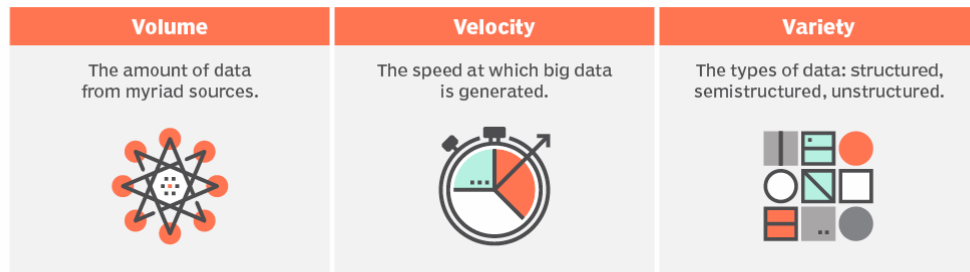 Volume
The amount of data
from myriad sources.
Velocity
The speed at which big data
is generated.
Variety
The types of data: structured,
semistructured, unstructured.